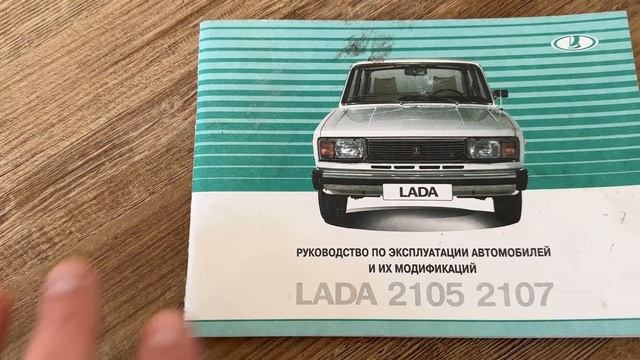 LADA
РУКОВОДСТВО ПО ЭКСПЛУАТАЦИИ АВТОМОБИЛЕЙ
И ИХ МОДИФИКАЦИЙ
LADA 2105 2107